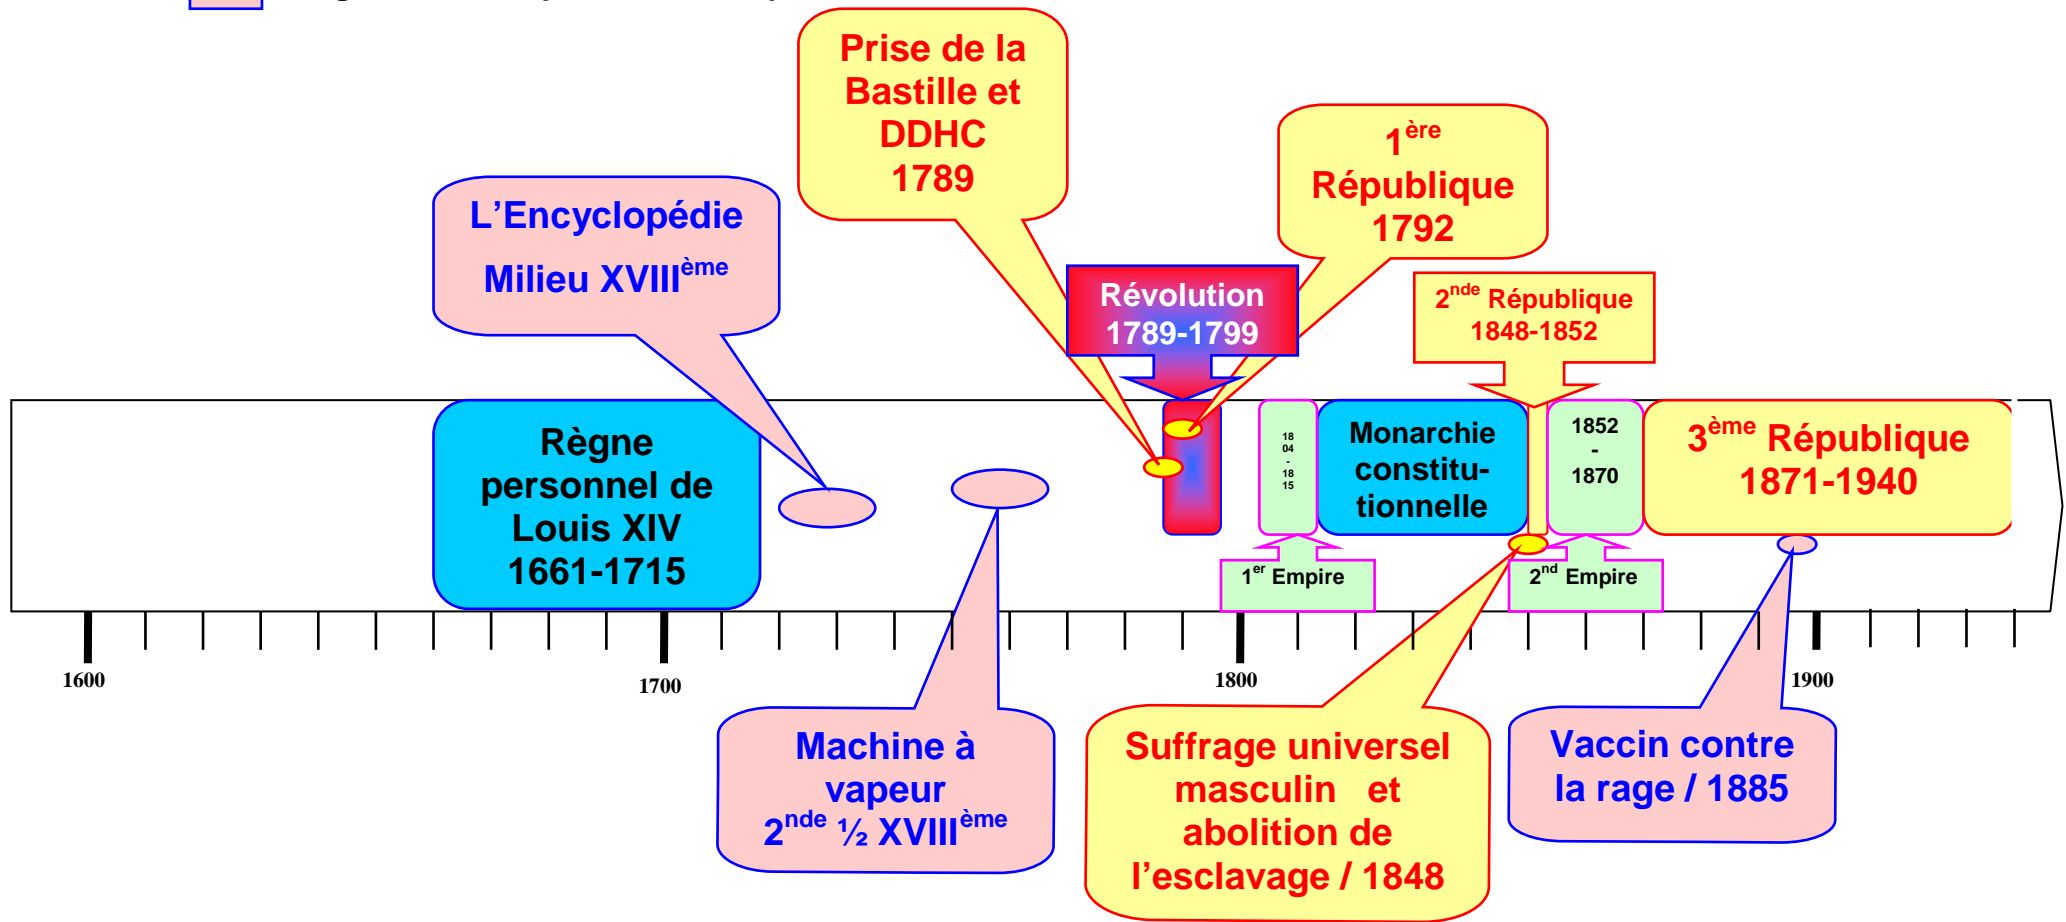 Prise de la
Bastille et
DDHC
1789
1ère
République
1792
L’Encyclopédie
Milieu XVIIIème
Révolution
1789-1799
2nde République
1848-1852
Règne
personnel de
Louis XIV
1661-1715
18
04
-
18
15
Monarchie
constitu-
tionnelle
1852
-
1870
3ème République
1871-1940
1er Empire
2nd Empire
1600
1700
1800
1900
Machine à
vapeur
2nde ½ XVIIIème
Suffrage universel
masculin et
abolition de
l’esclavage / 1848
Vaccin contre
la rage / 1885